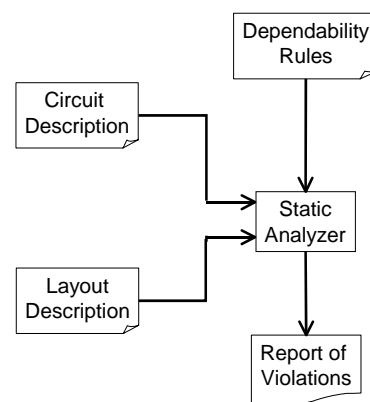 Dependability
Rules
Circuit
Description
Static
Analyzer
Layout
Description
Report of
Violations